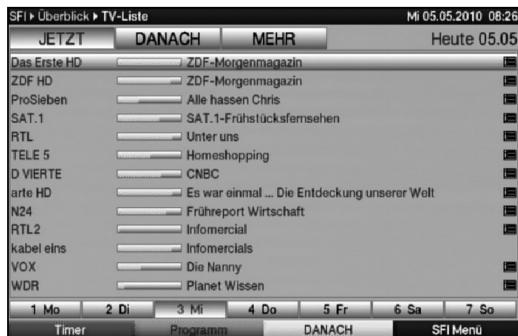 SFI ▸ Überblick ▸ TV-Liste Mi 05.05.2010 08:26
JETZT DANACH MEHR Heute 05.05
Das Erste HD ZDF-Morgenmagazin
ZDF HD ZDF-Morgenmagazin
ProSieben Alle hassen Chris
SAT.1 SAT.1-Frühstücksfernsehen
RTL Unter uns
TELE 5 Homeshopping
D VIERTE CNBC
arte HD Es war einmal ... Die Entdeckung unserer Welt
N24 Frühreport Wirtschaft
RTL2 Infomercial
kabel eins Infomercials
VOX Die Nanny
WDR Planet Wissen
1 Mo 2 Di 3 Mi 4 Do 5 Fr 6 Sa 7 So
Timer Programm DANACH SFI Menü